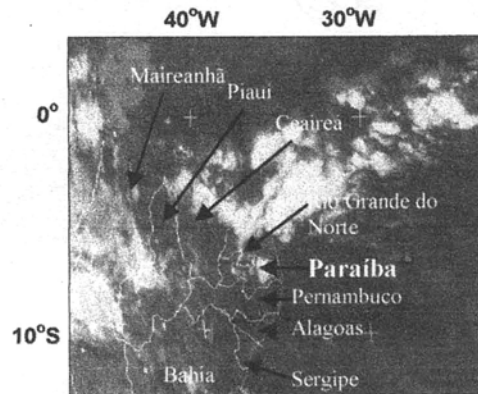 40°W 30°W
Maireanhã
Piaui
0°
Ceairea
Rio Grande do
Norte
Paraíba
Pernambuco
10°S
Alagoas
Bahia
Sergipe